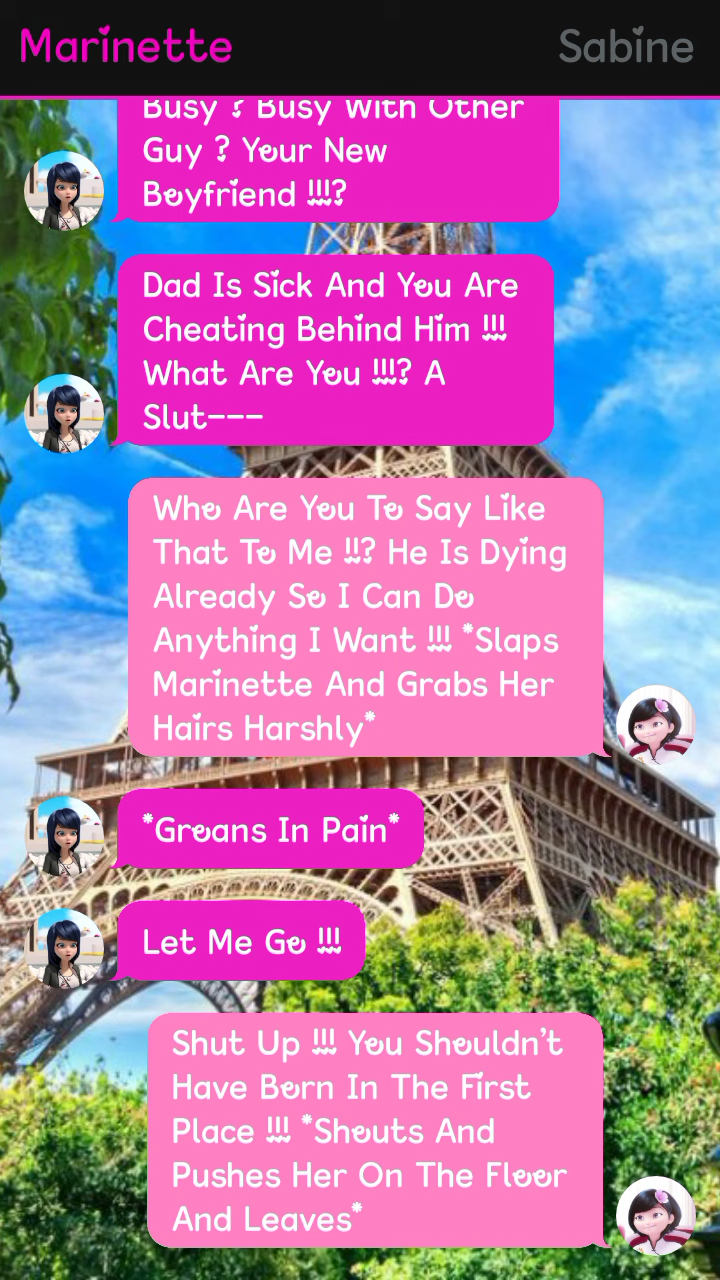 Marinette Sabine
Busy ? Busy With Other
Guy ? Your New
Boyfriend !!!?
Dad Is Sick And You Are
Cheating Behind Him !!!
What Are You !!!? A
Slut---
Who Are You To Say Like
That To Me !!? He Is Dying
Already So I Can Do
Anything I Want !!! *Slaps
Marinette And Grabs Her
Hairs Harshly*
*Groans In Pain*
Let Me Go !!!
Shut Up !!! You Shouldn't
Have Born In The First
Place !!! *Shouts And
Pushes Her On The Floor
And Leaves*